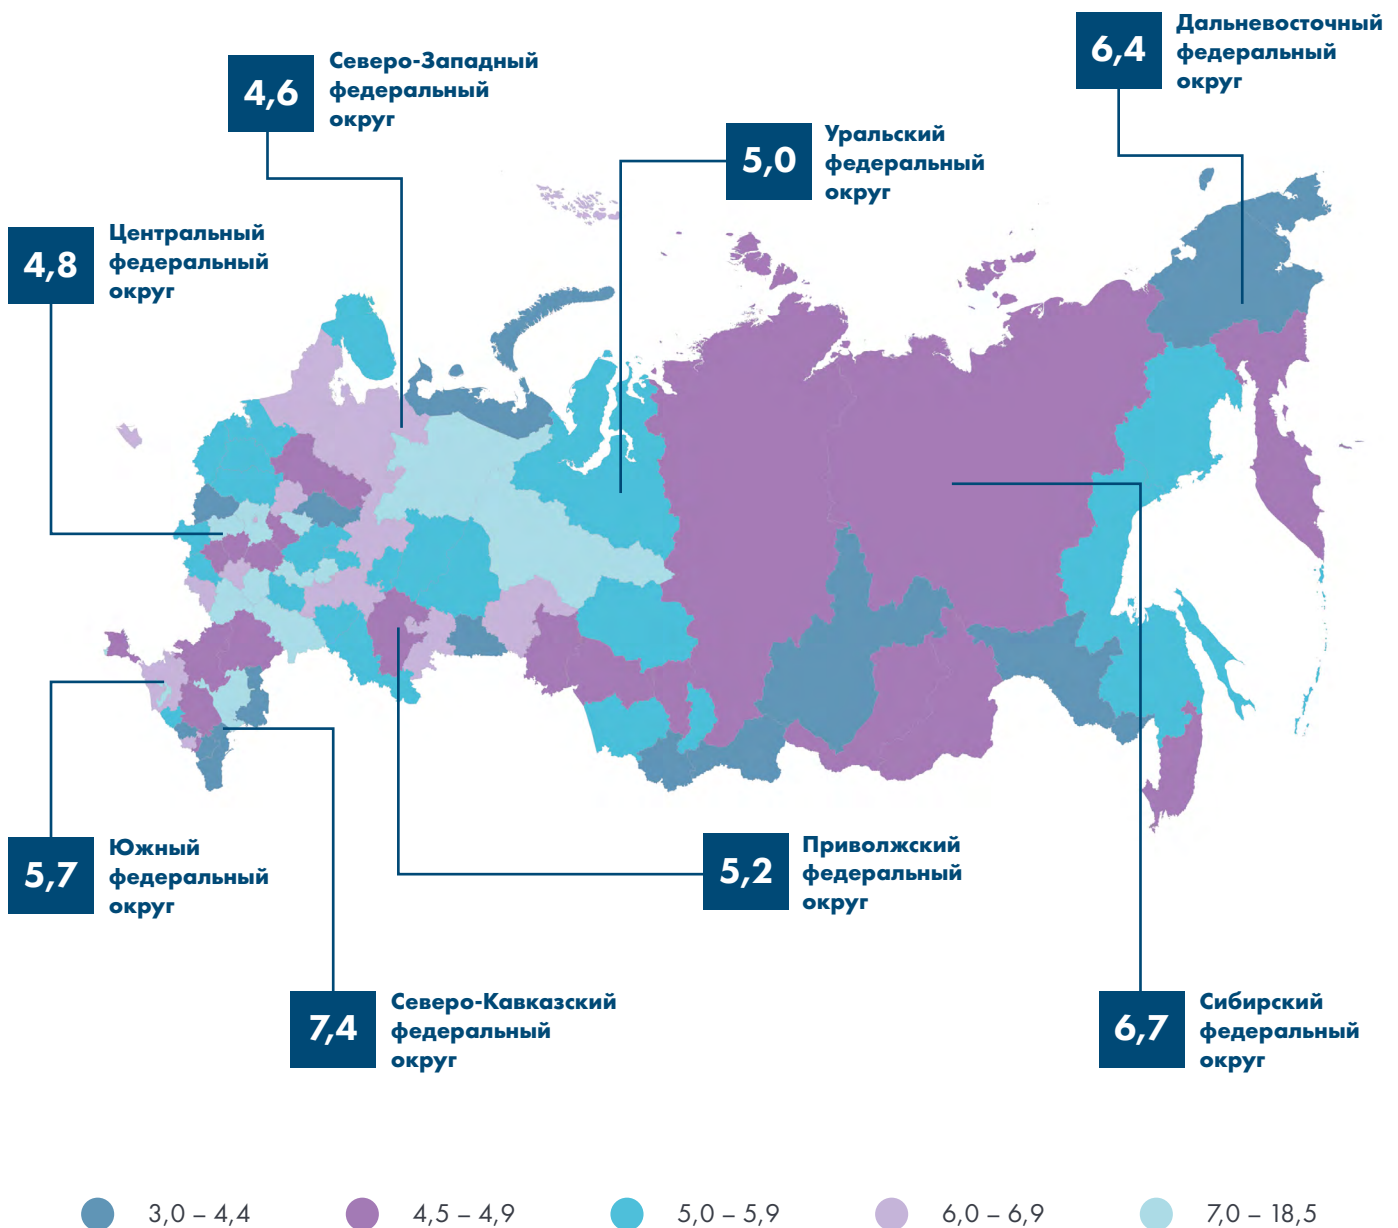 6,4
Дальневосточный
федеральный
округ
4,6
Северо-Западный
федеральный
округ
5,0
Уральский
федеральный
округ
4,8
Центральный
федеральный
округ
5,7
Южный
федеральный
округ
5,2
Приволжский
федеральный
округ
7,4
Северо-Кавказский
федеральный
округ
6,7
Сибирский
федеральный
округ
3,0 – 4,4
4,5 – 4,9
5,0 – 5,9
6,0 – 6,9
7,0 – 18,5